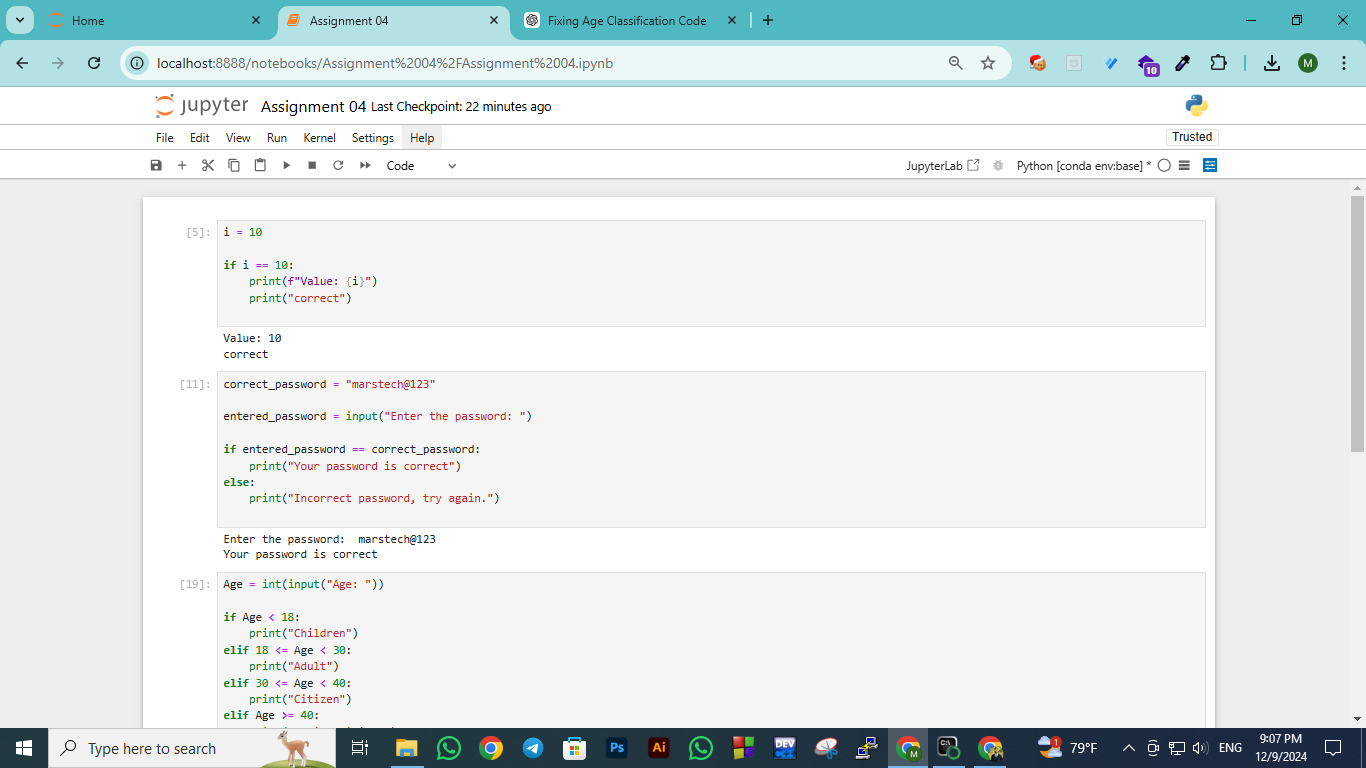 Home
Assignment 04
Fixing Age Classification Code
localhost:8888/notebooks/Assignment%2004%2FAssignment%2004.ipynb
10
M
jupyter Assignment 04 Last Checkpoint: 22 minutes ago
File Edit View Run Kernel Settings Help
Trusted
Code
JupyterLab
Python [conda env:base] *
[5]:
i = 10
if i == 10:
    print(f"Value: {i}")
    print("correct")
Value: 10
correct
[11]:
correct_password = "marstech@123"
entered_password = input("Enter the password: ")
if entered_password == correct_password:
    print("Your password is correct")
else:
    print("Incorrect password, try again.")
Enter the password:  marstech@123
Your password is correct
[19]:
Age = int(input("Age: "))
if Age < 18:
    print("Children")
elif 18 <= Age < 30:
    print("Adult")
elif 30 <= Age < 40:
    print("Citizen")
elif Age >= 40:
Type here to search
Ps
Ai
DEV
M
1
79°F
ENG
9:07 PM
12/9/2024